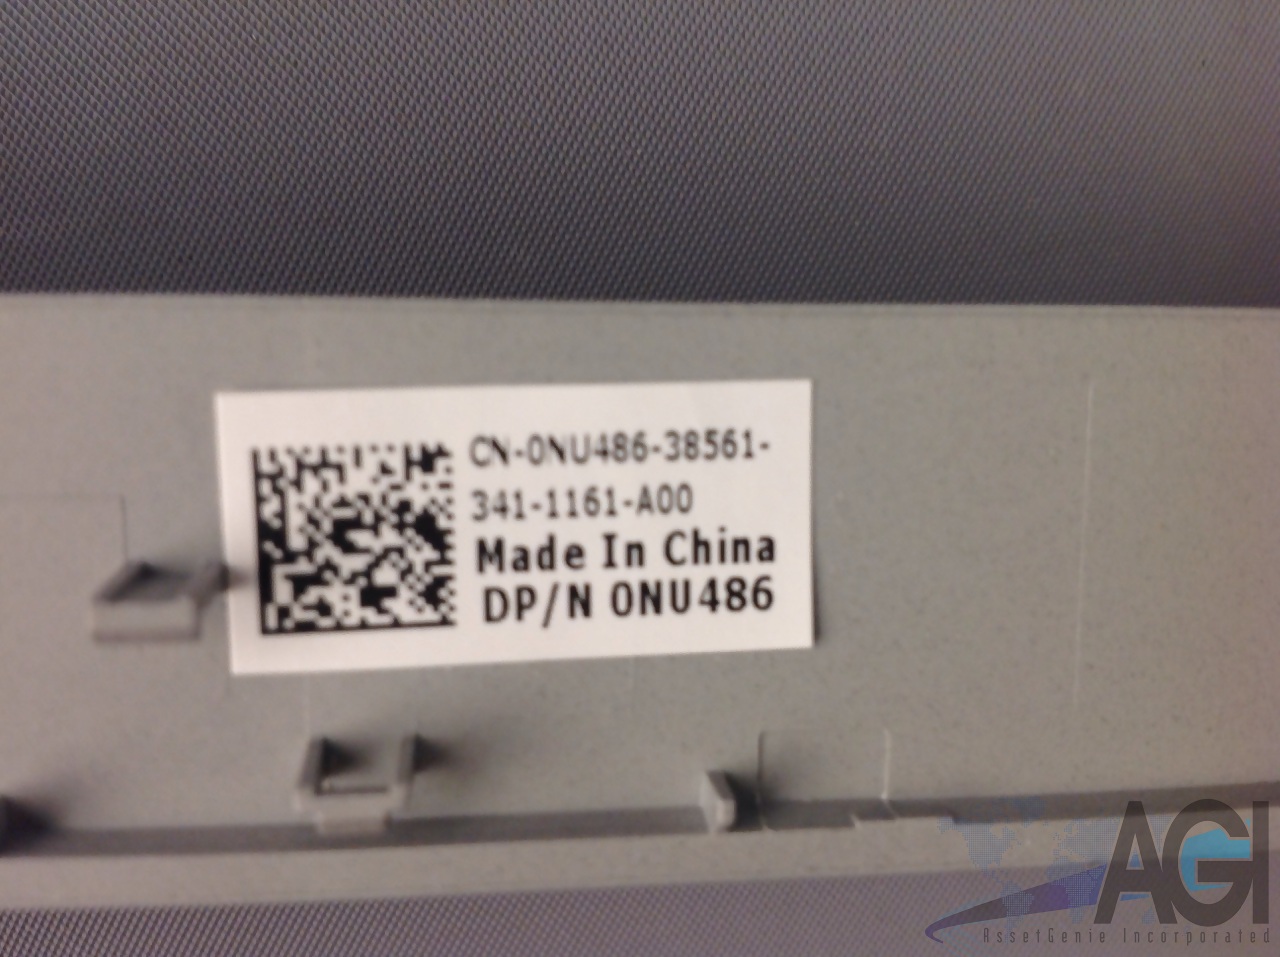 CN-0NU486-38561-
341-1161-A00
Made In China
DP/N 0NU486
AGI
AssetGenie Incorporated